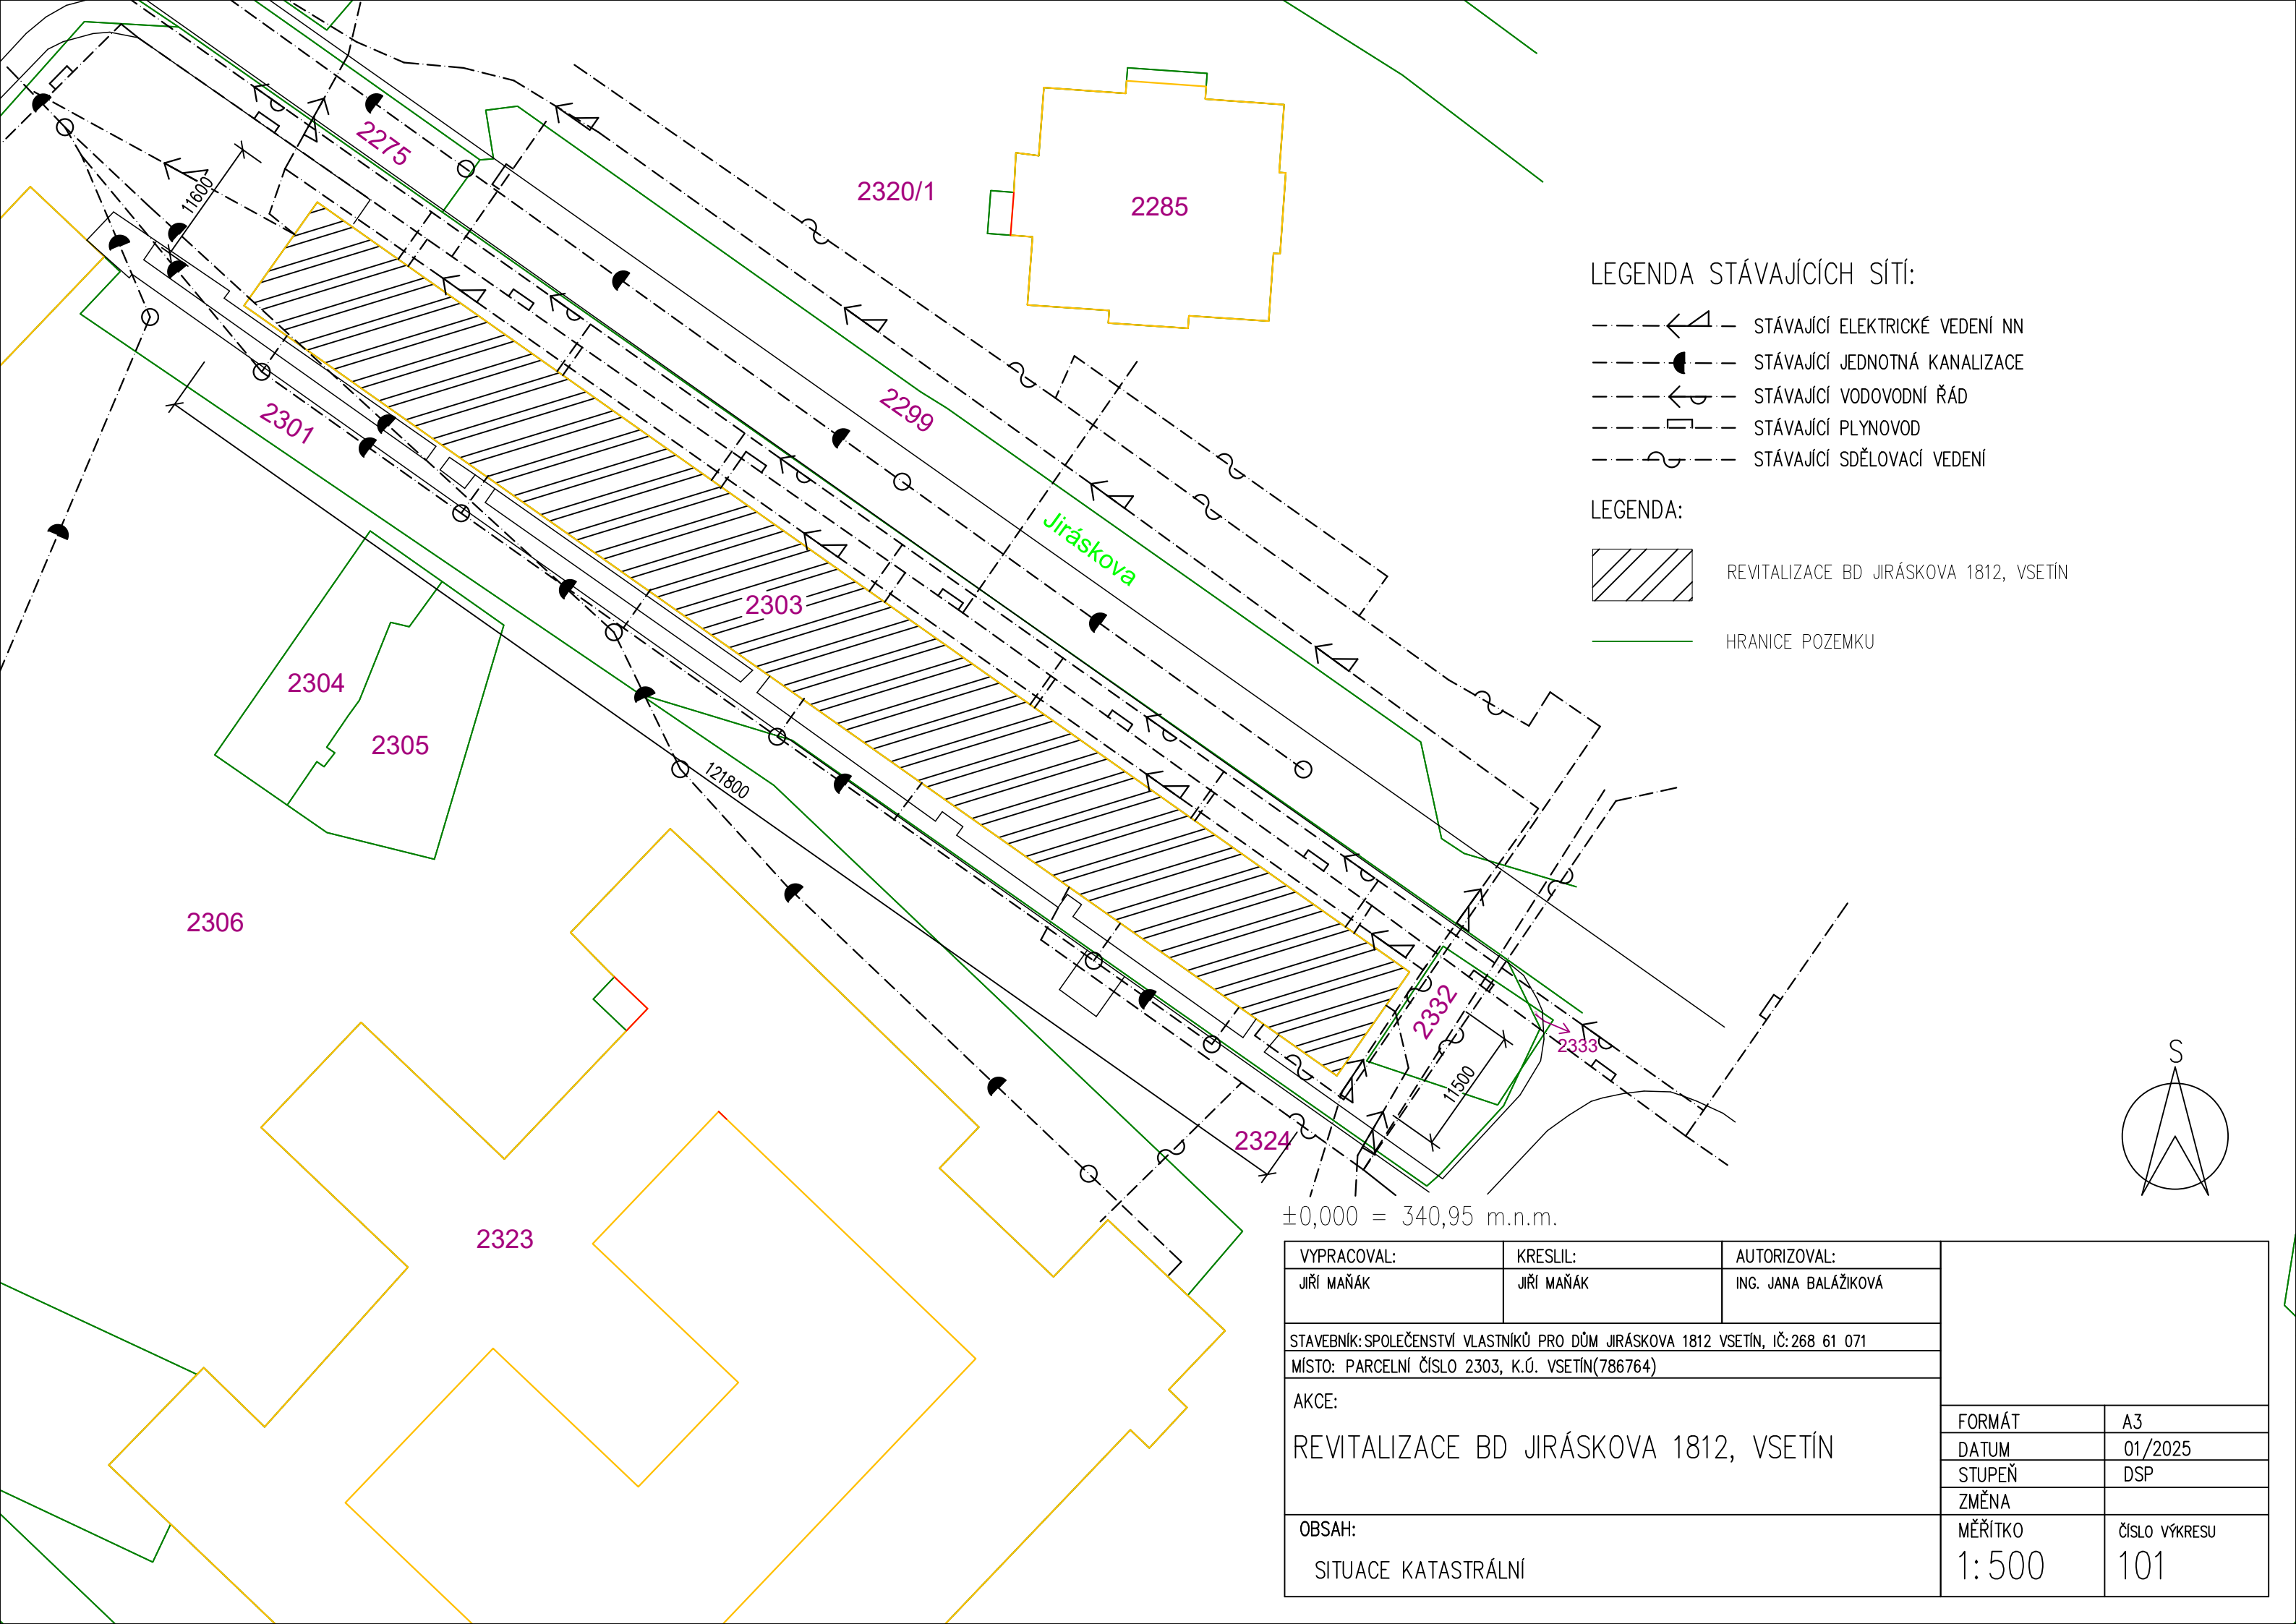 2275
11600
2320/1
2285
LEGENDA STÁVAJÍCÍCH SÍTÍ:
STÁVAJÍCÍ ELEKTRICKÉ VEDENÍ NN
STÁVAJÍCÍ JEDNOTNÁ KANALIZACE
STÁVAJÍCÍ VODOVODNÍ ŘÁD
STÁVAJÍCÍ PLYNOVOD
STÁVAJÍCÍ SDĚLOVACÍ VEDENÍ
LEGENDA:
REVITALIZACE BD JIRÁSKOVA 1812, VSETÍN
HRANICE POZEMKU
2301
2299
Jiráskova
2303
2304
2305
121800
2306
2332
2333
11500
2324
2323
S
±0,000 = 340,95 m.n.m.
VYPRACOVAL: KRESLIL: AUTORIZOVAL:
JIŘÍ MAŇÁK JIŘÍ MAŇÁK ING. JANA BALÁŽIKOVÁ
STAVEBNÍK: SPOLEČENSTVÍ VLASTNÍKŮ PRO DŮM JIRÁSKOVA 1812 VSETÍN, IČ: 268 61 071
MÍSTO: PARCELNÍ ČÍSLO 2303, K.Ú. VSETÍN(786764)
AKCE:
REVITALIZACE BD JIRÁSKOVA 1812, VSETÍN
OBSAH:
SITUACE KATASTRÁLNÍ
FORMÁT A3
DATUM 01/2025
STUPEŇ DSP
ZMĚNA
MĚŘÍTKO ČÍSLO VÝKRESU
1: 500 101